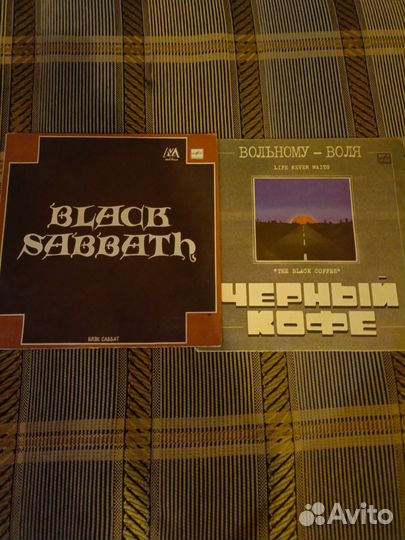 BLACK
SABBATH
БЛЭК САББАТ
ВОЛЬНОМУ – ВОЛЯ
LIFE NEVER WAITS
"THE BLACK COFFEE"
ЧЕРНЫЙ
КОФЕ
Avito